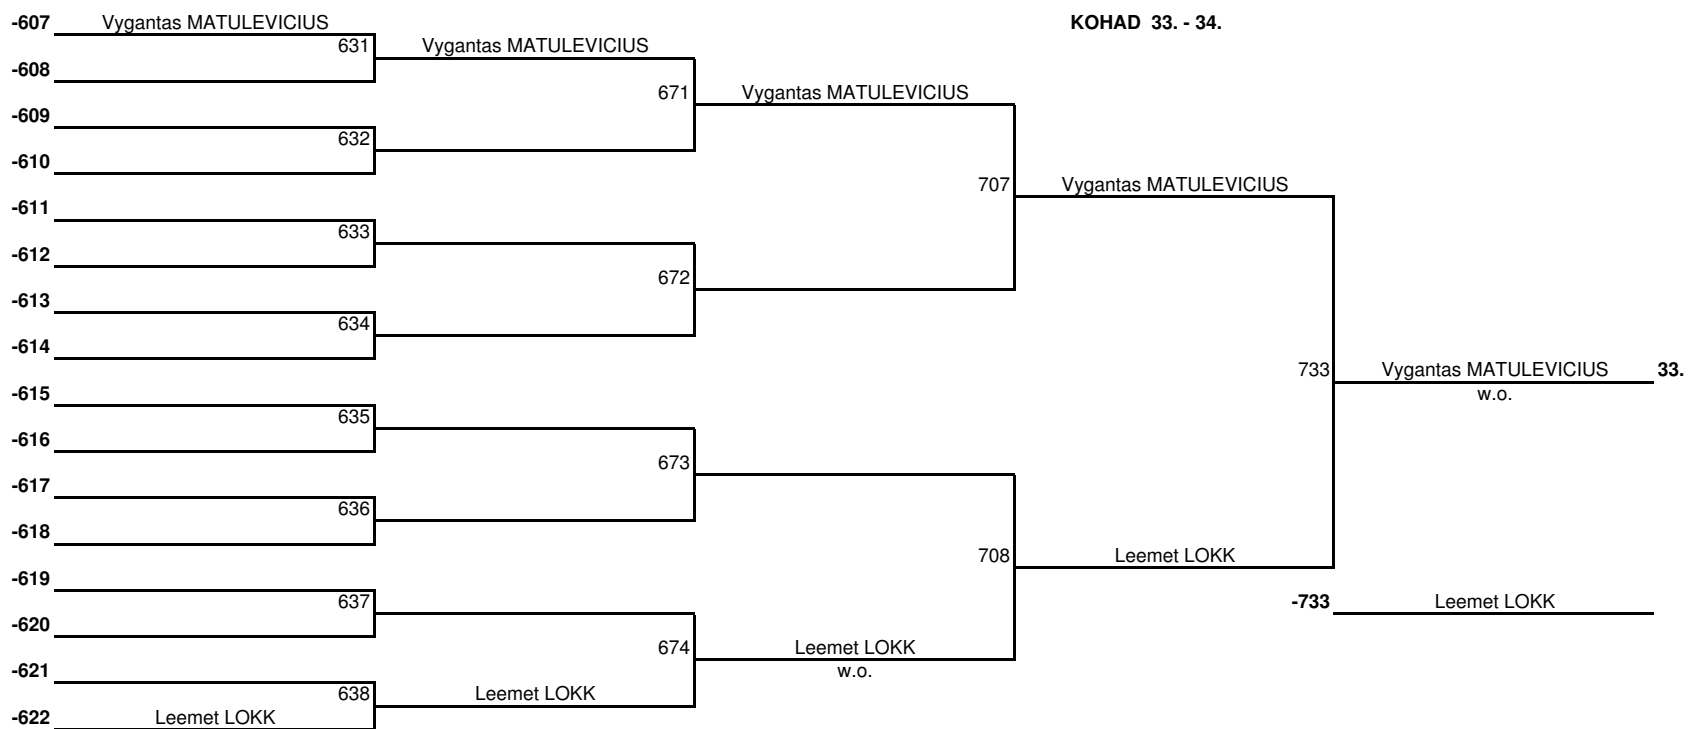 -607 Vygantas MATULEVICIUS KOHAD 33. - 34.
631 Vygantas MATULEVICIUS
-608
671 Vygantas MATULEVICIUS
-609
632
-610
707 Vygantas MATULEVICIUS
-611
633
-612
672
-613
634
-614
733 Vygantas MATULEVICIUS 33.
w.o.
-615
635
-616
673
-617
636
-618
708 Leemet LOKK
-619
637
-733 Leemet LOKK
-620
674 Leemet LOKK
w.o.
-621
638 Leemet LOKK
-622 Leemet LOKK